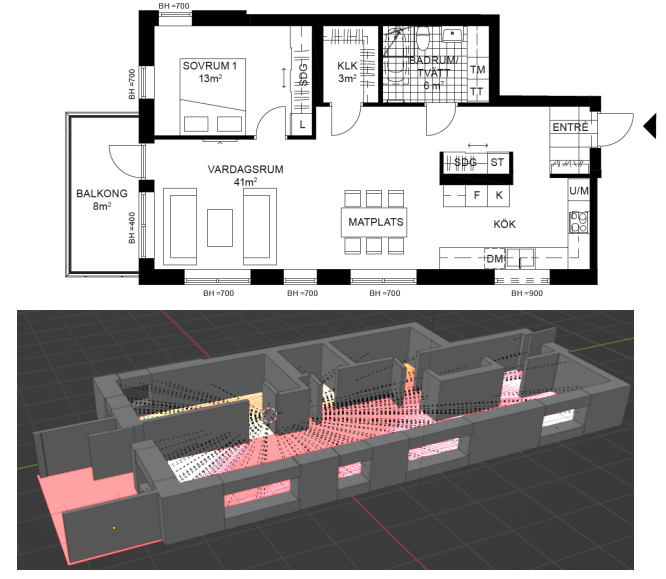 BH =700
SOVRUM 1
13m²
BH =700
SDG
L
KLK
3m²
BADRUM/
TVÄTT
6 m²
TM
TT
ENTRÉ
SDG
ST
VARDAGSRUM
41m²
BALKONG
8m²
BH =400
F
K
U/M
MATPLATS
KÖK
DM
BH =700
BH =700
BH =700
BH =900